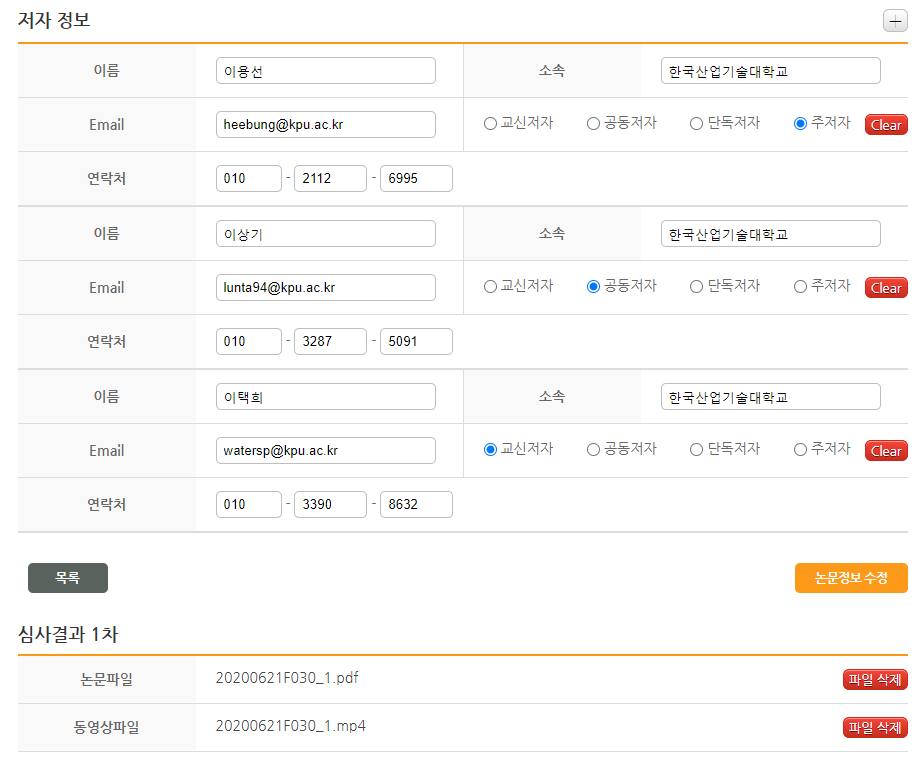 저자 정보
이름 이용선 소속 한국산업기술대학교
Email heebung@kpu.ac.kr 교신저자 공동저자 단독저자 주저자 Clear
연락처 010 - 2112 - 6995
이름 이상기 소속 한국산업기술대학교
Email lunta94@kpu.ac.kr 교신저자 공동저자 단독저자 주저자 Clear
연락처 010 - 3287 - 5091
이름 이택희 소속 한국산업기술대학교
Email watersp@kpu.ac.kr 교신저자 공동저자 단독저자 주저자 Clear
연락처 010 - 3390 - 8632
목록 논문정보 수정
심사결과 1차
논문파일 20200621F030_1.pdf 파일 삭제
동영상파일 20200621F030_1.mp4 파일 삭제